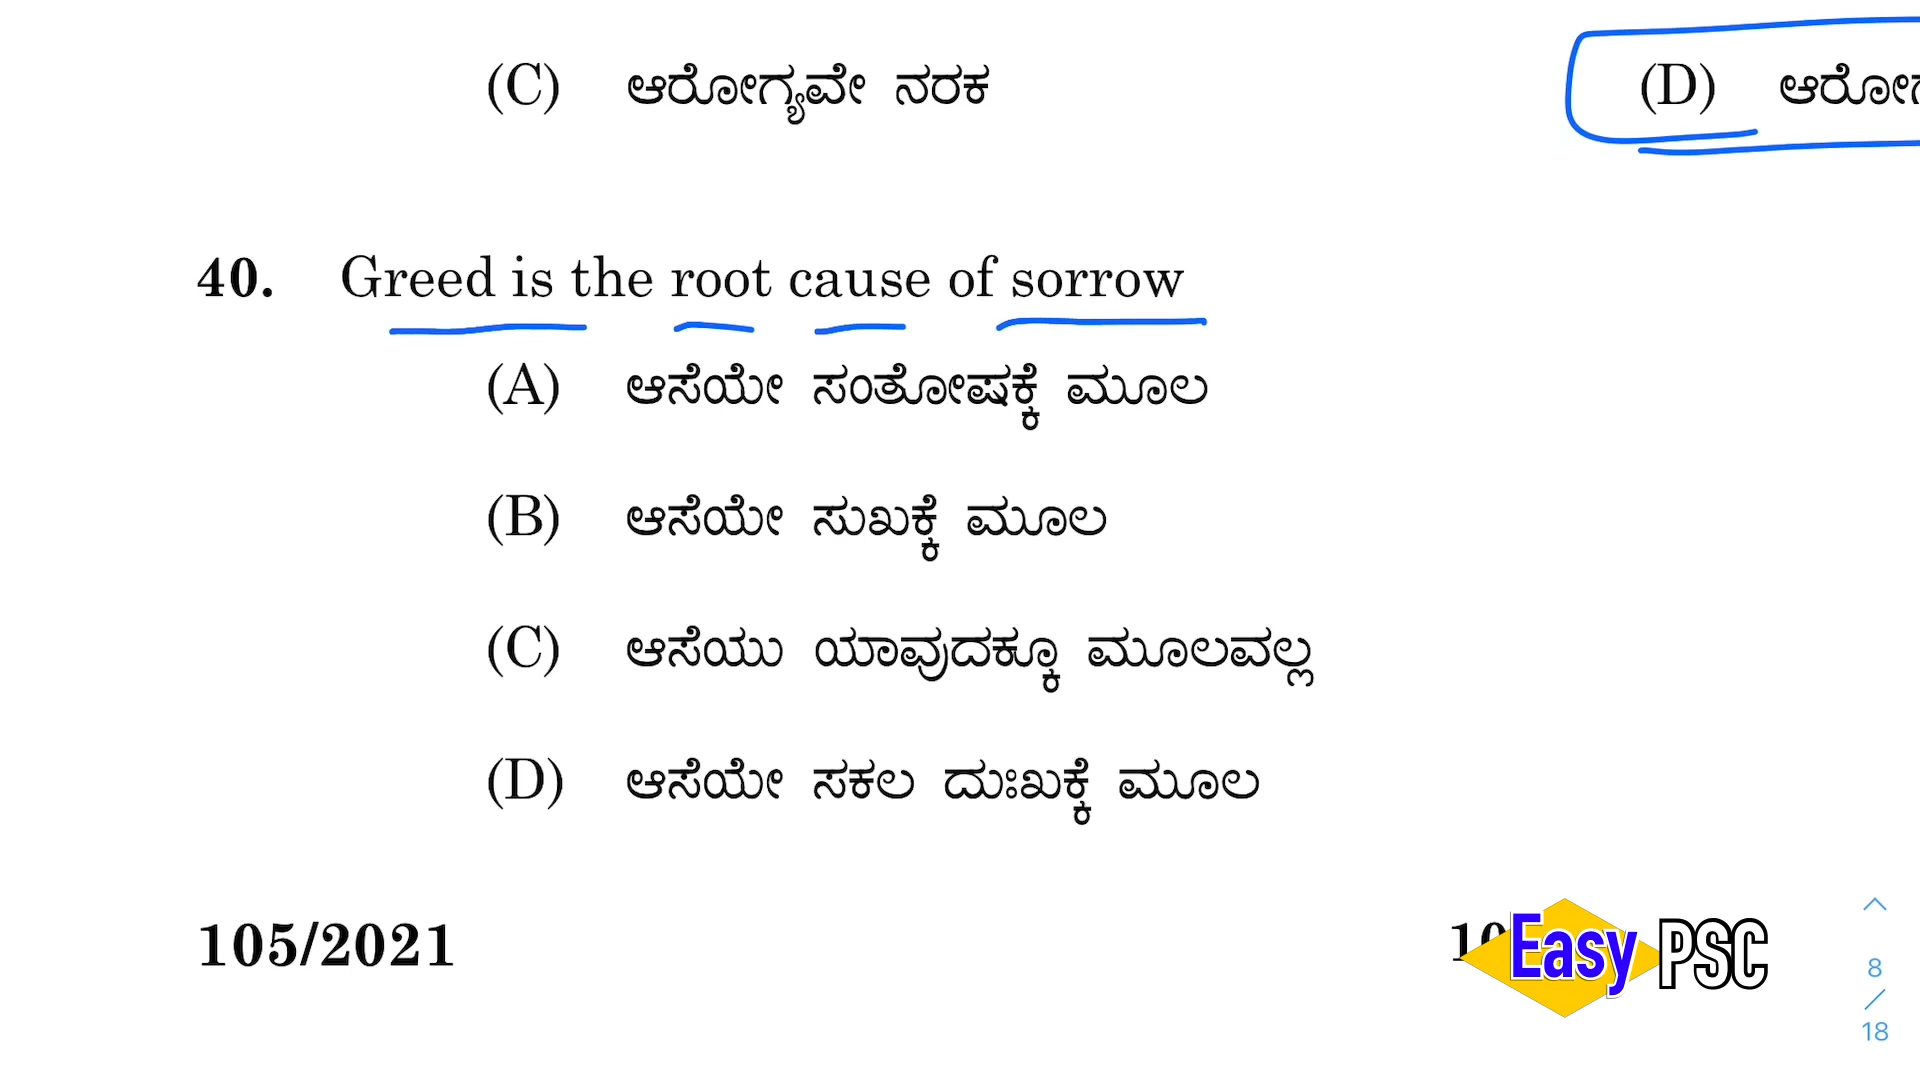 (C) ಆರೋಗ್ಯವೇ ನರಕ
(D)
40. Greed is the root cause of sorrow
(A) ಆಸೆಯೇ ಸಂತೋಷಕ್ಕೆ ಮೂಲ
(B) ಆಸೆಯೇ ಸುಖಕ್ಕೆ ಮೂಲ
(C) ಆಸೆಯು ಯಾವುದಕ್ಕೂ ಮೂಲವಲ್ಲ
(D) ಆಸೆಯೇ ಸಕಲ ದುಃಖಕ್ಕೆ ಮೂಲ
105/2021
Easy PSC
8
/
18